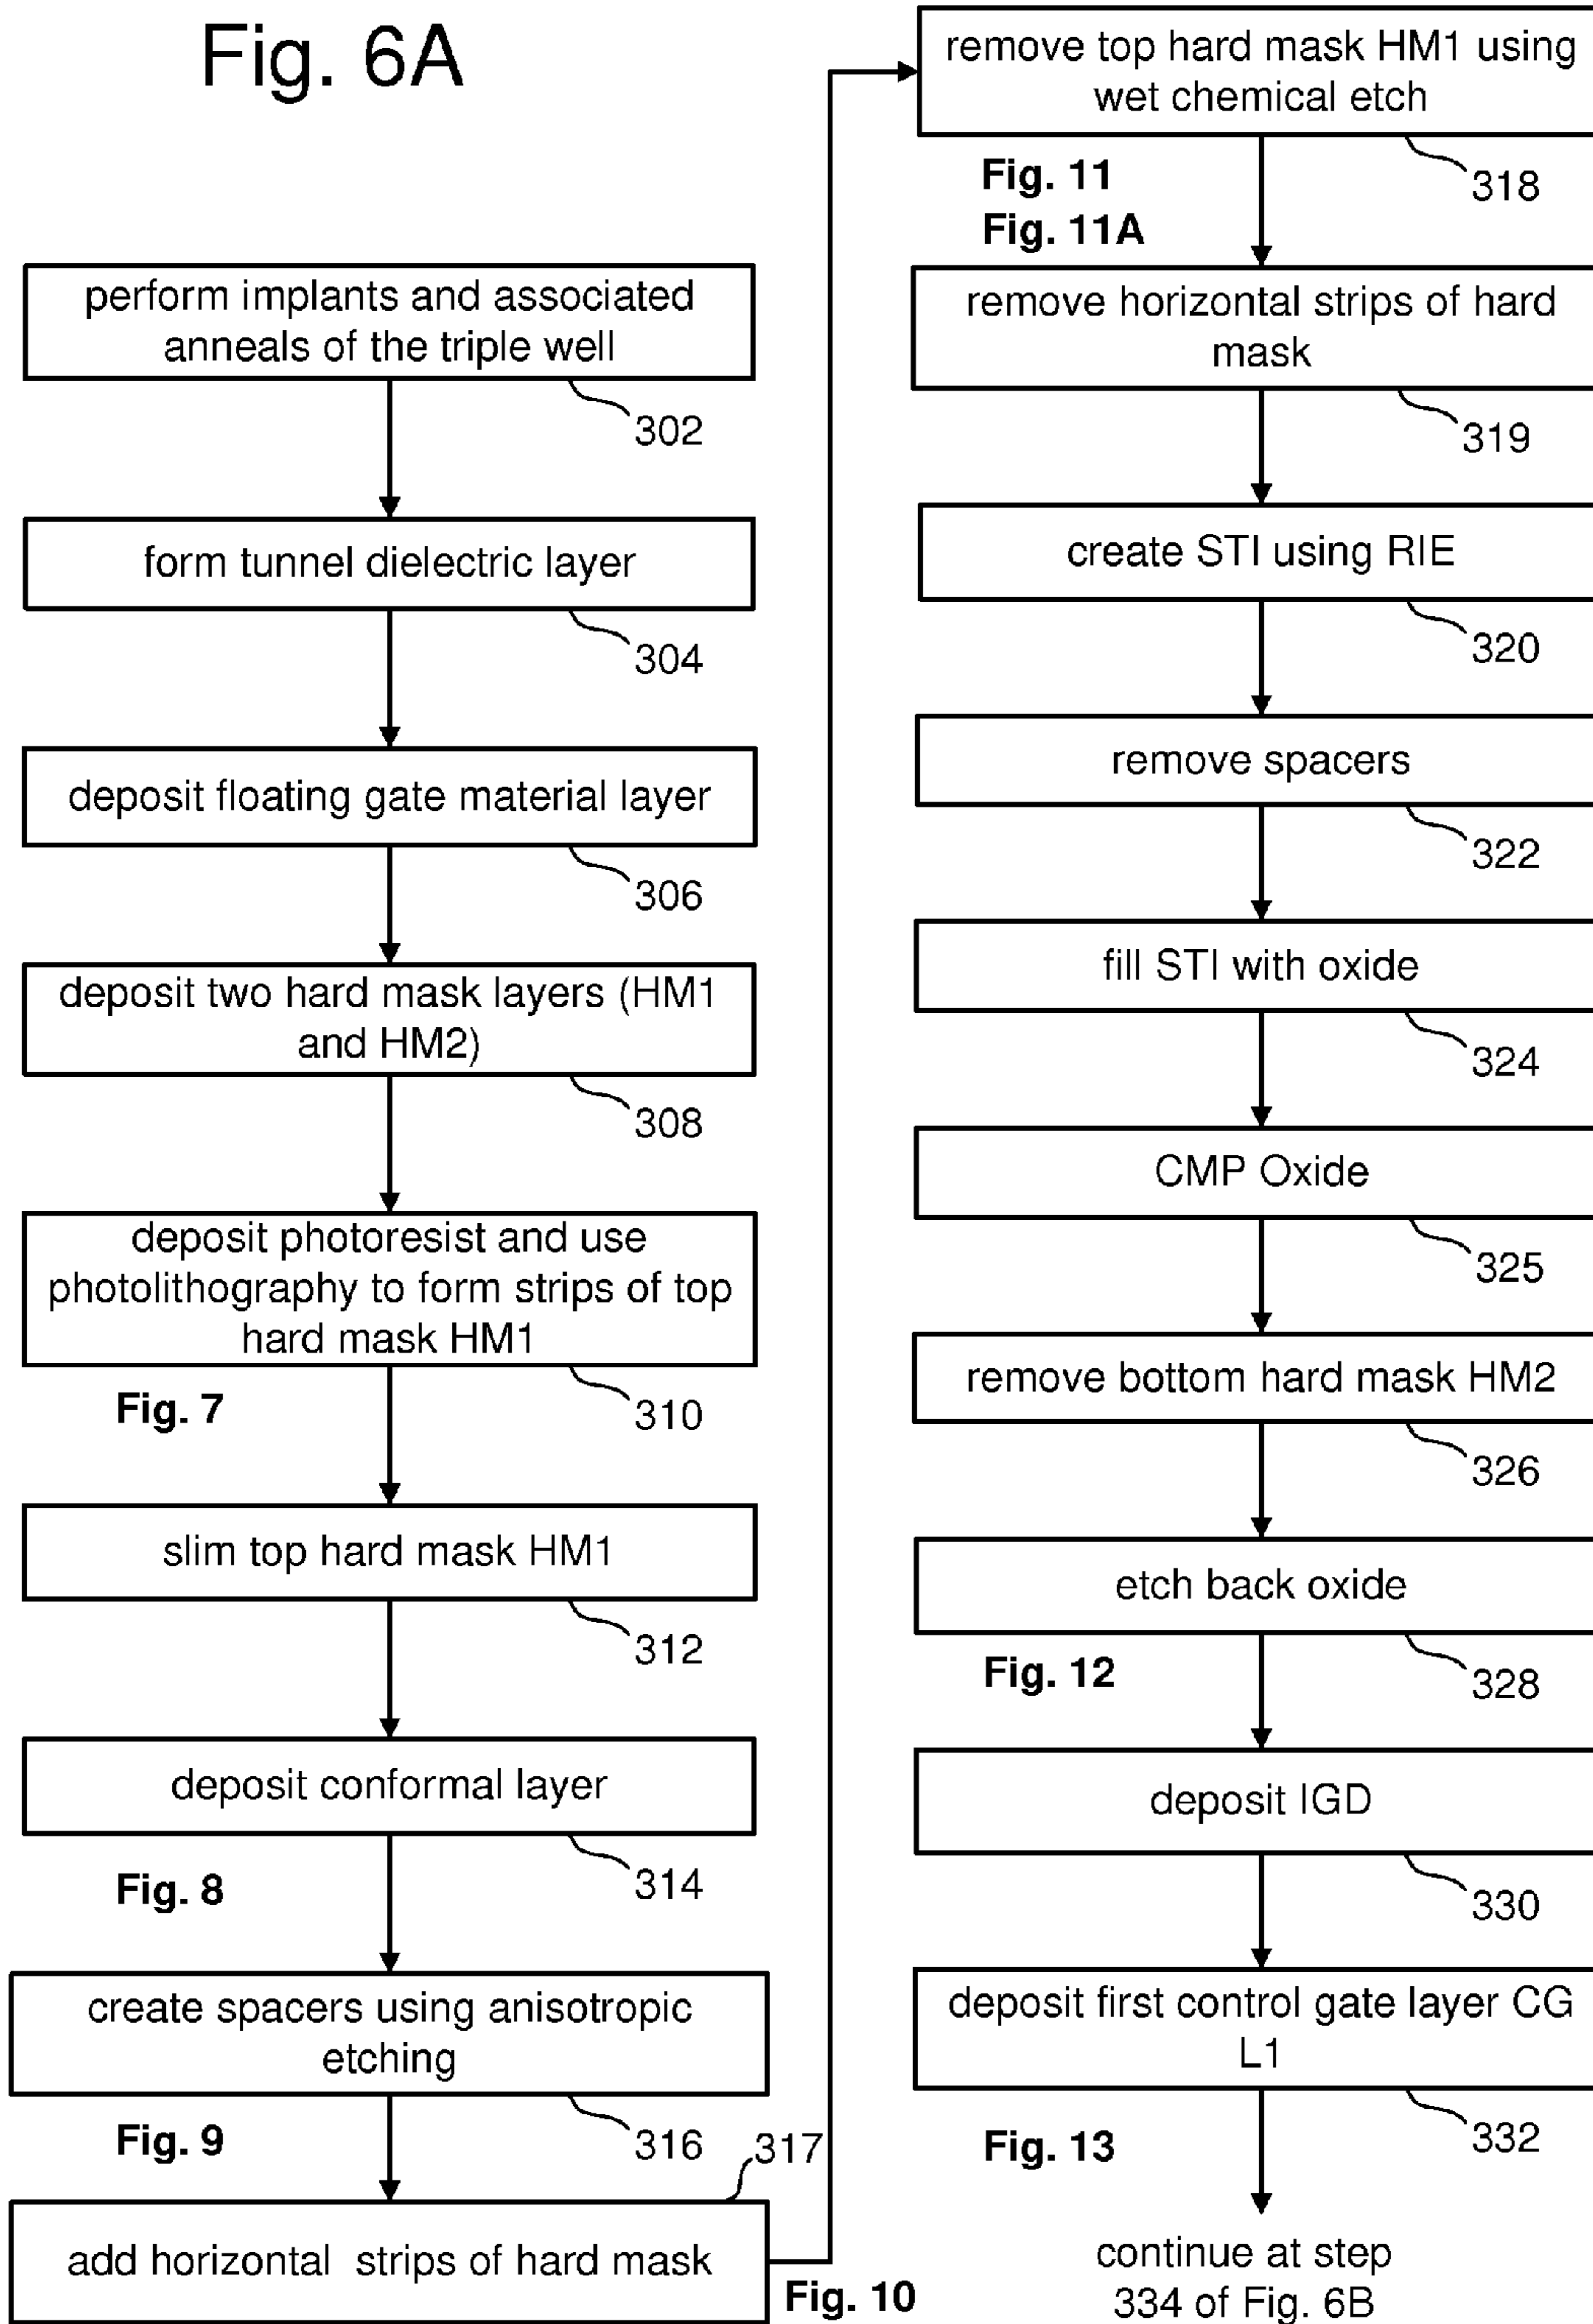 Fig. 6A
perform implants and associated
anneals of the triple well
302
form tunnel dielectric layer
304
deposit floating gate material layer
306
deposit two hard mask layers (HM1
and HM2)
308
deposit photoresist and use
photolithography to form strips of top
hard mask HM1
Fig. 7
310
slim top hard mask HM1
312
deposit conformal layer
Fig. 8
314
create spacers using anisotropic
etching
Fig. 9
316
317
add horizontal strips of hard mask
Fig. 10
remove top hard mask HM1 using
wet chemical etch
Fig. 11
318
Fig. 11A
remove horizontal strips of hard
mask
319
create STI using RIE
320
remove spacers
322
fill STI with oxide
324
CMP Oxide
325
remove bottom hard mask HM2
326
etch back oxide
Fig. 12
328
deposit IGD
330
deposit first control gate layer CG
L1
Fig. 13
332
continue at step
334 of Fig. 6B